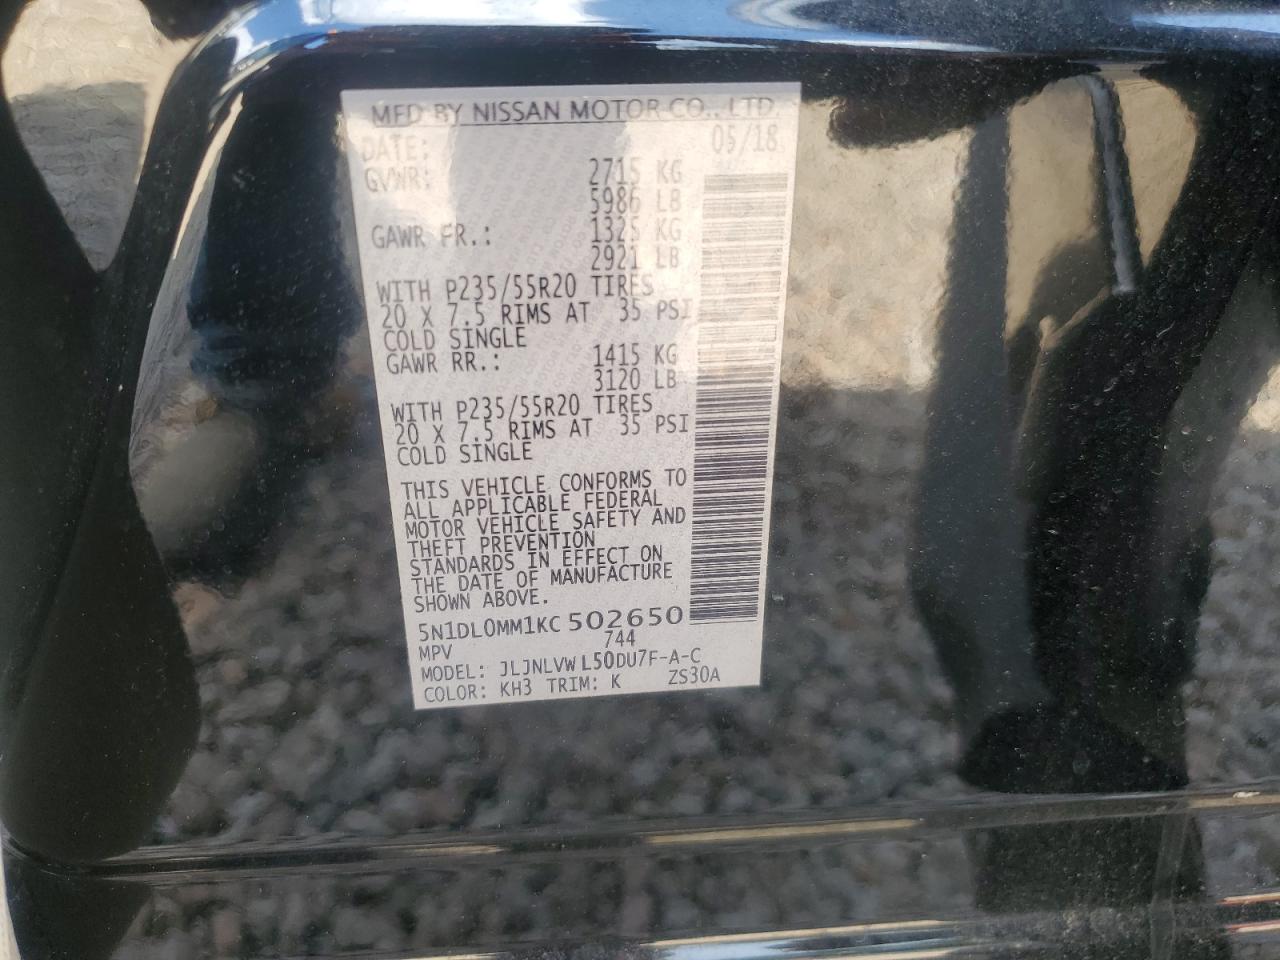 MFD BY NISSAN MOTOR CO., LTD.
DATE: 05/18
GVWR: 2715 KG
5986 LB
GAWR FR.: 1325 KG
2921 LB
WITH P235/55R20 TIRES
20 X 7.5 RIMS AT 35 PSI
COLD SINGLE
GAWR RR.: 1415 KG
3120 LB
WITH P235/55R20 TIRES
20 X 7.5 RIMS AT 35 PSI
COLD SINGLE
THIS VEHICLE CONFORMS TO
ALL APPLICABLE FEDERAL
MOTOR VEHICLE SAFETY AND
THEFT PREVENTION
STANDARDS IN EFFECT ON
THE DATE OF MANUFACTURE
SHOWN ABOVE.
5N1DL0MM1KC502650
MPV 744
MODEL: JLJNLVWL50DU7F-A-C
COLOR: KH3 TRIM: K ZS30A